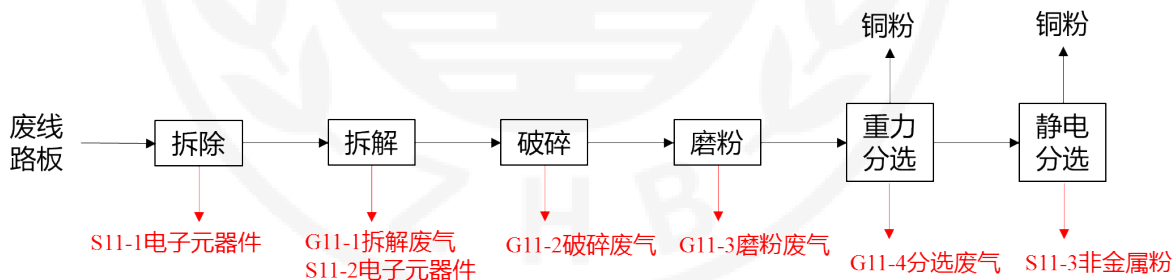 铜粉
铜粉
废线
路板
拆除
拆解
破碎
磨粉
重力
分选
静电
分选
S11-1电子元器件
G11-1拆解废气
S11-2电子元器件
G11-2破碎废气
G11-3磨粉废气
G11-4分选废气
S11-3非金属粉
ZHB